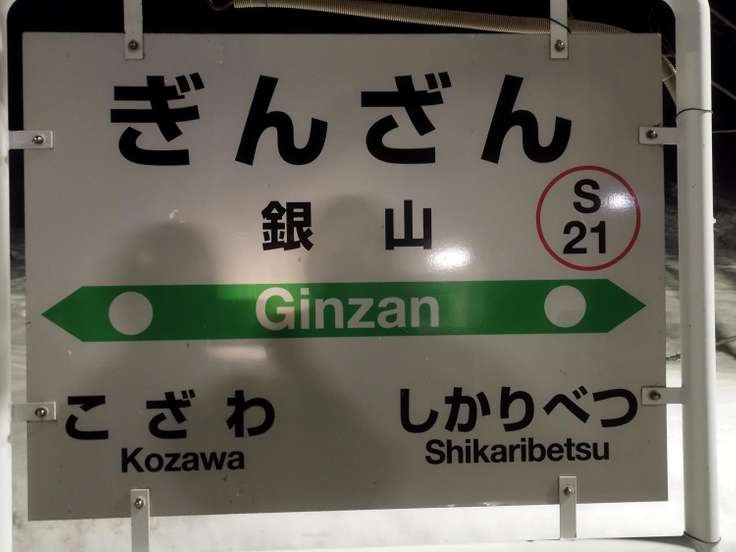 ぎんざん
銀山
S
21
Ginzan
こざわ
Kozawa
しかりべつ
Shikaribetsu